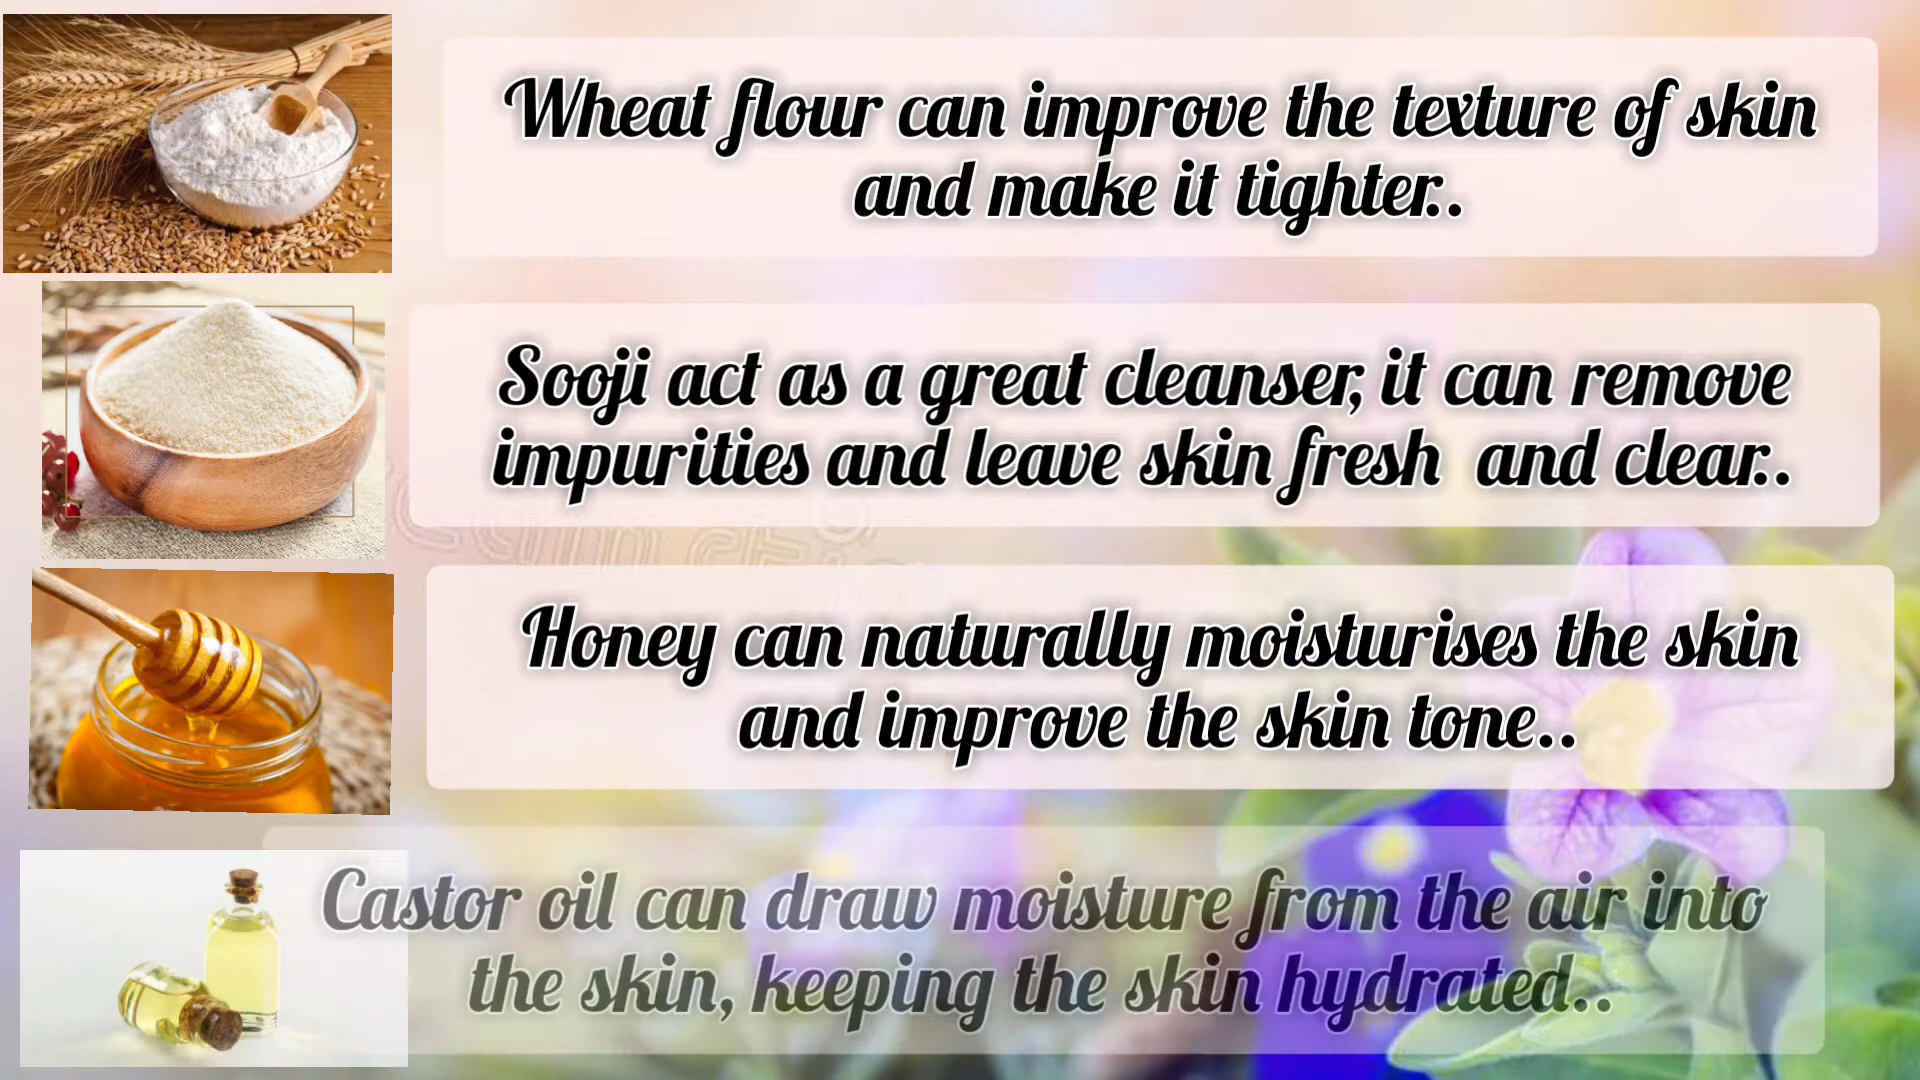 Wheat flour can improve the texture of skin
and make it tighter..
Sooji act as a great cleanser, it can remove
impurities and leave skin fresh and clear..
Honey can naturally moisturises the skin
and improve the skin tone..
Castor oil can draw moisture from the air into
the skin, keeping the skin hydrated..